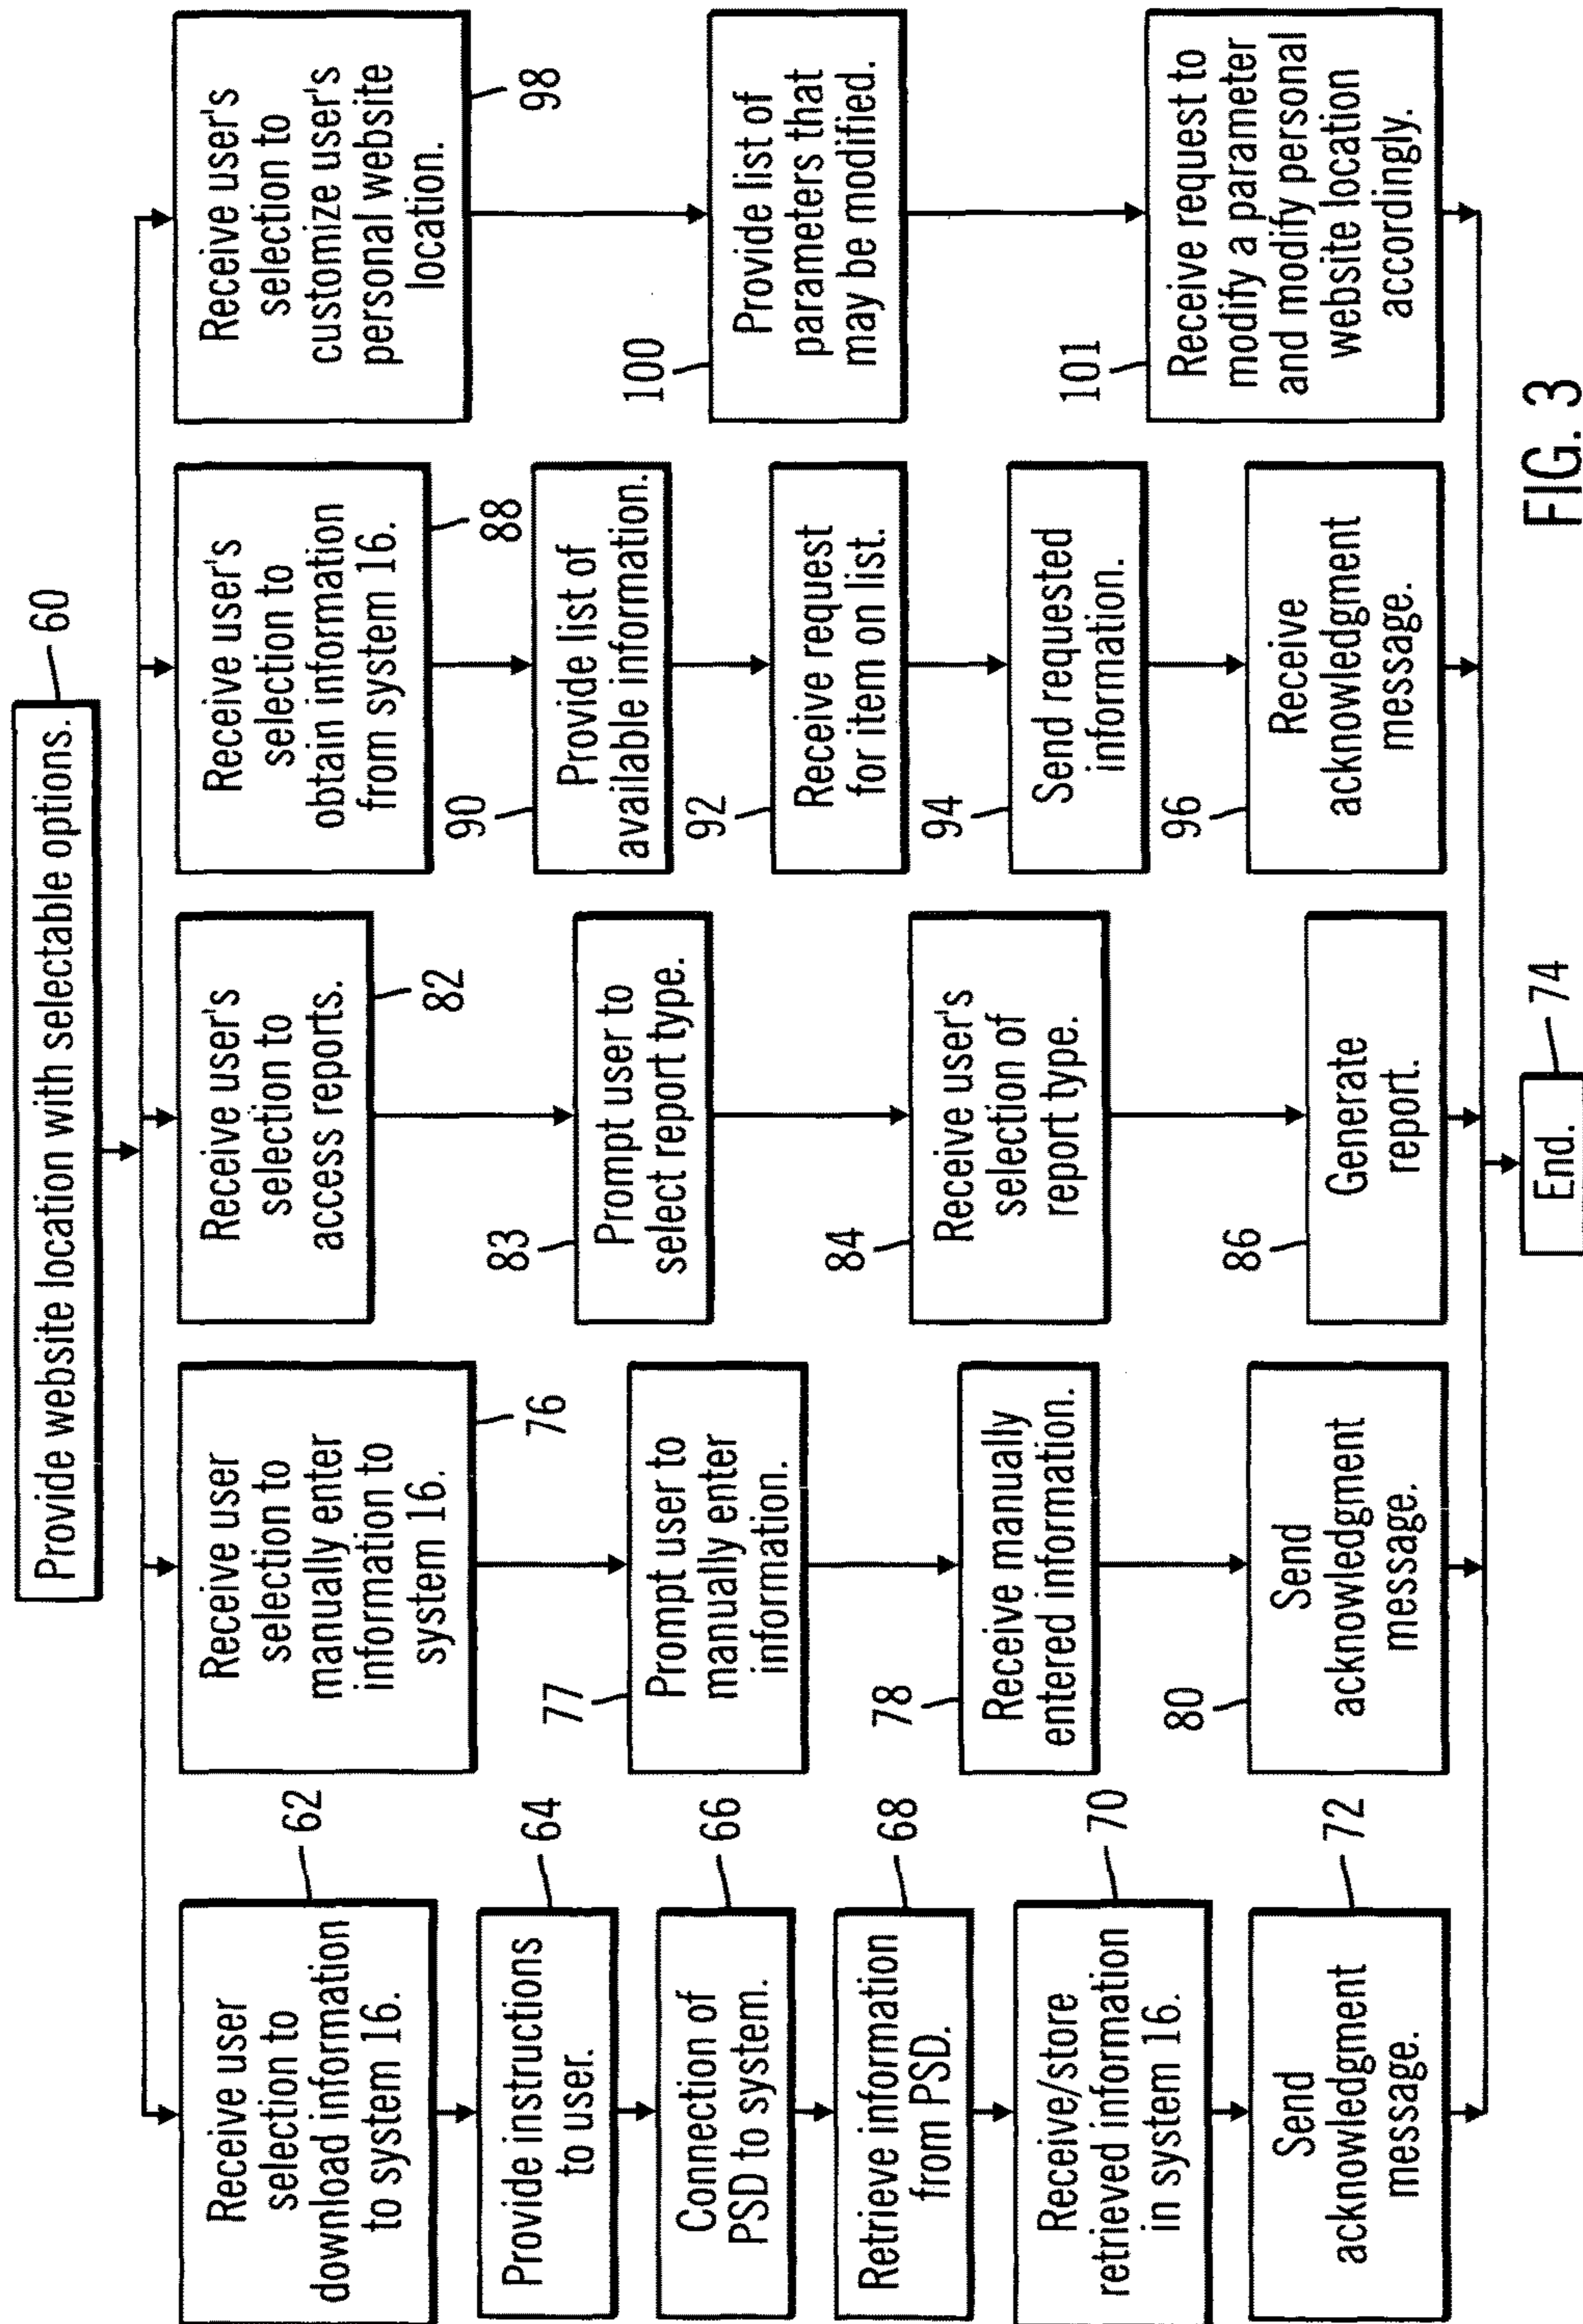 Provide website location with selectable options.
60
Receive user
selection to
download information
to system 16.
62
Provide instructions
to user.
64
Connection of
PSD to system.
66
Retrieve information
from PSD.
68
Receive/store
retrieved information
in system 16.
70
Send
acknowledgment
message.
72
Receive user
selection to
manually enter
information to
system 16.
76
77
Prompt user to
manually enter
information.
78
Receive manually
entered information.
80
Send
acknowledgment
message.
Receive user's
selection to
access reports.
82
83
Prompt user to
select report type.
84
Receive user's
selection of
report type.
86
Generate
report.
Receive user's
selection to
obtain information
from system 16.
88
90
Provide list of
available information.
92
Receive request
for item on list.
94
Send requested
information.
96
Receive
acknowledgment
message.
Receive user's
selection to
customize user's
personal website
location.
98
100
Provide list of
parameters that
may be modified.
101
Receive request to
modify a parameter
and modify personal
website location
accordingly.
End.
74
FIG. 3